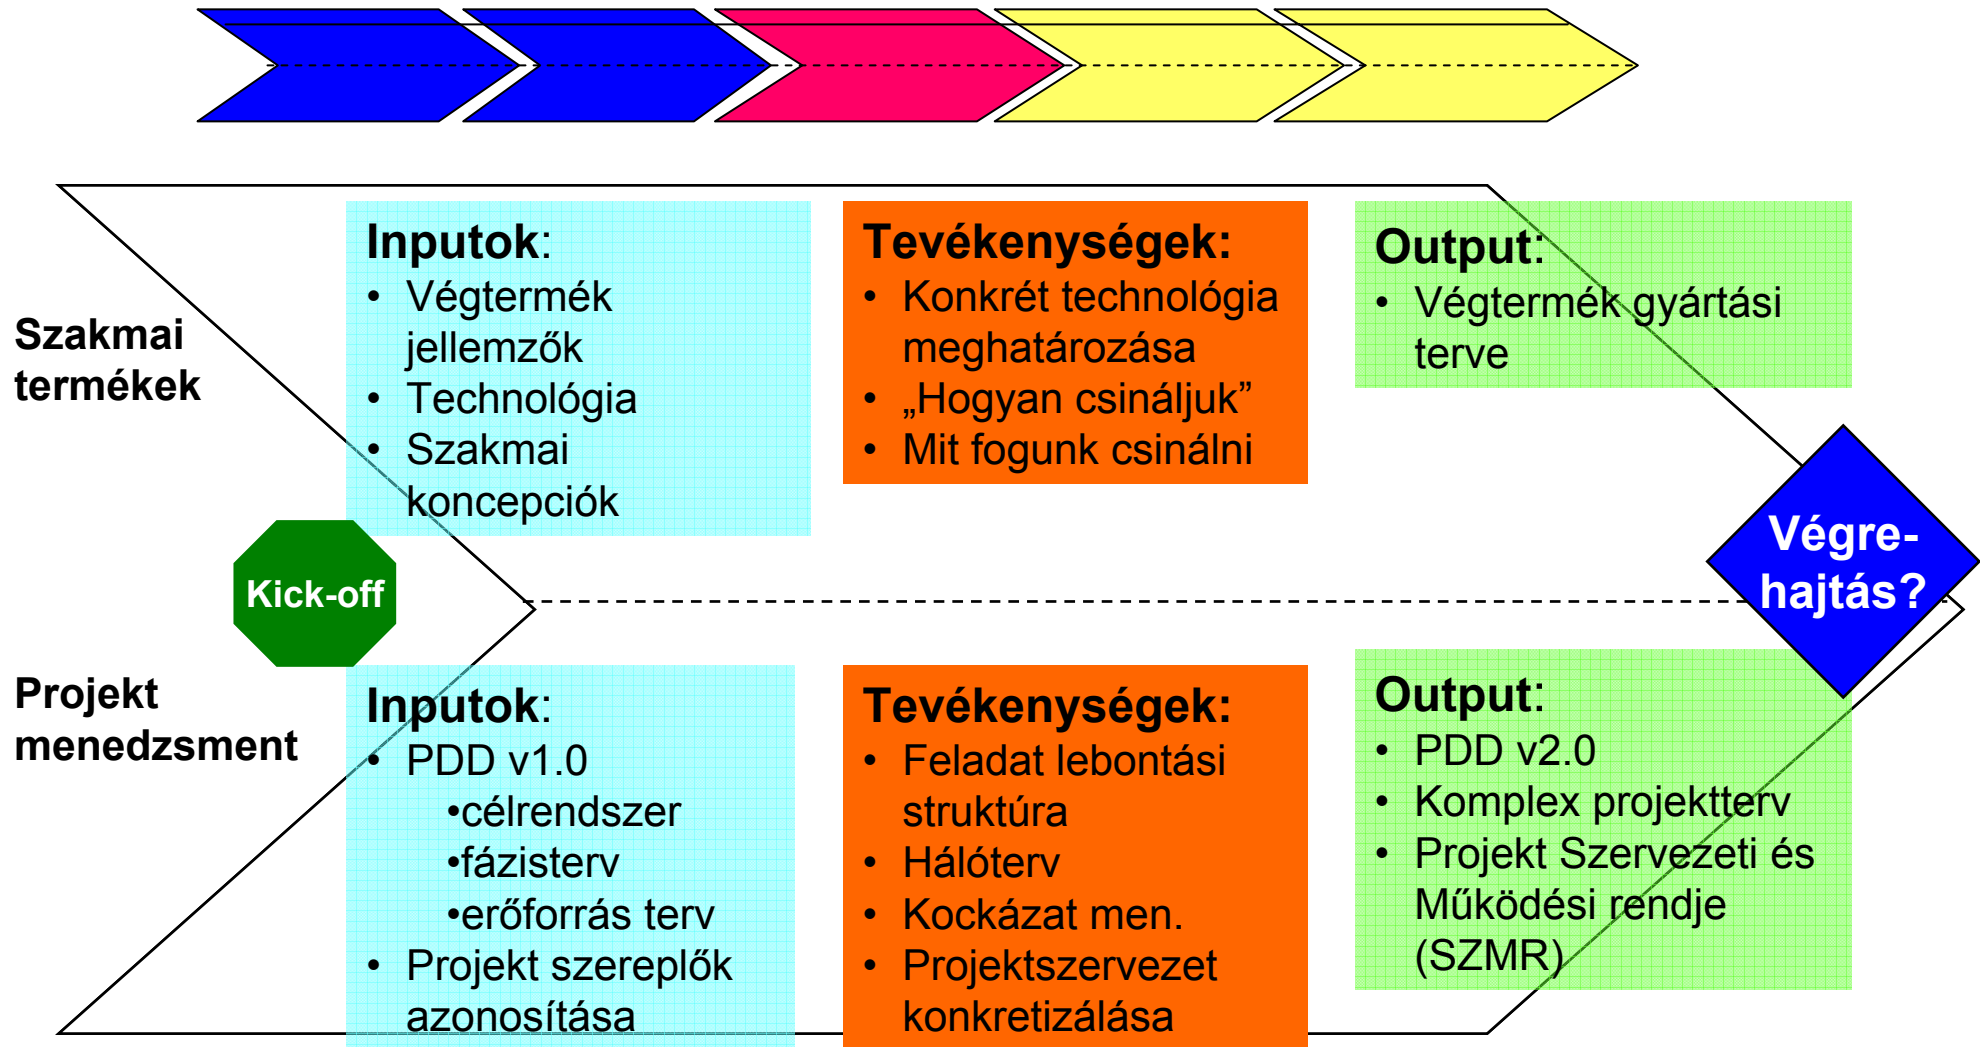 Szakmai
termékek
Inputok:
• Végtermék
jellemzők
• Technológia
• Szakmai
koncepciók
Tevékenységek:
• Konkrét technológia
meghatározása
• „Hogyan csináljuk”
• Mit fogunk csinálni
Output:
• Végtermék gyártási
terve
Kick-off
Végre-
hajtás?
Projekt
menedzsment
Inputok:
• PDD v1.0
•célrendszer
•fázisterv
•erőforrás terv
• Projekt szereplők
azonosítása
Tevékenységek:
• Feladat lebontási
struktúra
• Hálóterv
• Kockázat men.
• Projektszervezet
konkretizálása
Output:
• PDD v2.0
• Komplex projektterv
• Projekt Szervezeti és
Működési rendje
(SZMR)